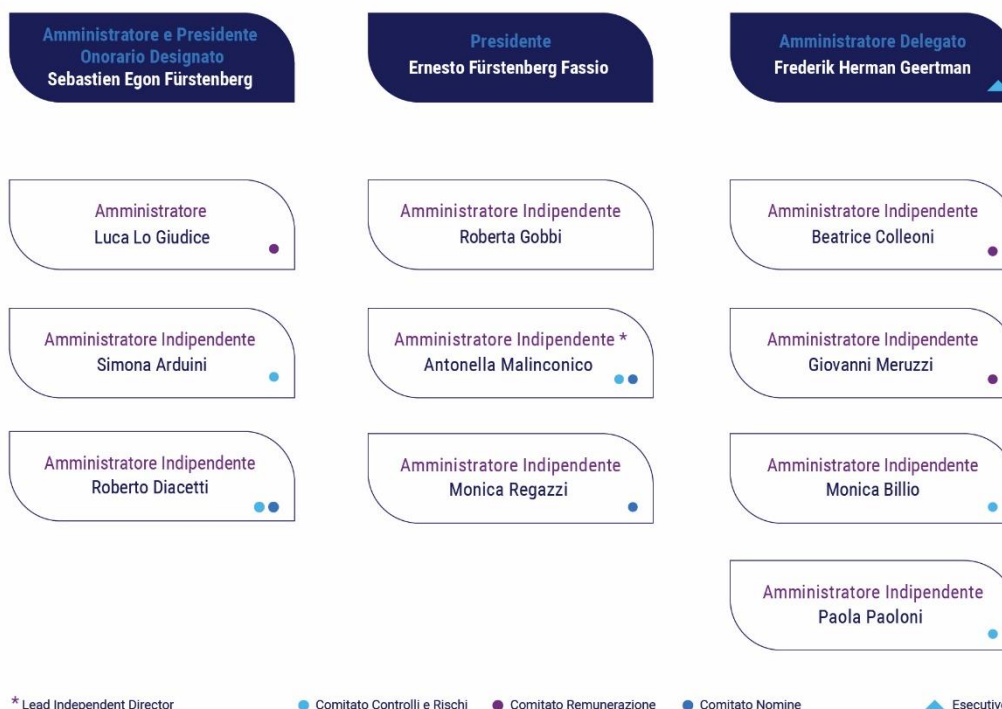 Amministratore e Presidente
Onorario Designato
Sebastien Egon Fürstenberg
Presidente
Ernesto Fürstenberg Fassio
Amministratore Delegato
Frederik Herman Geertman
Amministratore
Luca Lo Giudice
Amministratore Indipendente
Roberta Gobbi
Amministratore Indipendente
Beatrice Colleoni
Amministratore Indipendente
Simona Arduini
Amministratore Indipendente *
Antonella Malinconico
Amministratore Indipendente
Giovanni Meruzzi
Amministratore Indipendente
Roberto Diacetti
Amministratore Indipendente
Monica Regazzi
Amministratore Indipendente
Monica Billio
Amministratore Indipendente
Paola Paoloni
* Lead Independent Director
Comitato Controlli e Rischi
Comitato Remunerazione
Comitato Nomine
Esecutivo